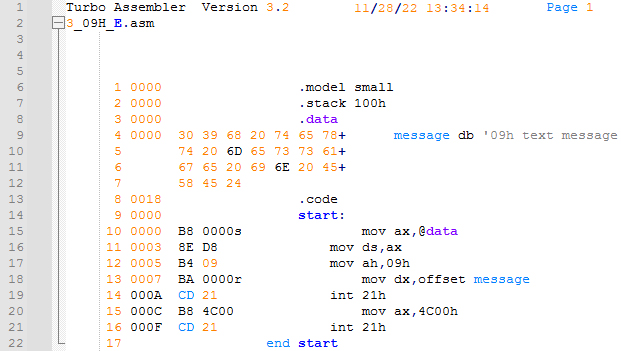 1 Turbo Assembler  Version 3.2        11/28/22 13:34:14       Page 1
2 3_09H_E.asm
3
4
5
6       1 0000                  .model small
7       2 0000                  .stack 100h
8       3 0000                  .data
9       4 0000  30 39 68 20 74 65 78+      message db '09h text message
10      5       74 20 6D 65 73 73 61+
11      6       67 65 20 69 6E 20 45+
12      7       58 45 24
13      8 0018                  .code
14      9 0000                  start:
15     10 0000  B8 0000s               mov ax,@data
16     11 0003  8E D8              mov ds,ax
17     12 0005  B4 09              mov ah,09h
18     13 0007  BA 0000r               mov dx,offset message
19     14 000A  CD 21              int 21h
20     15 000C  B8 4C00                mov ax,4C00h
21     16 000F  CD 21              int 21h
22     17                  end start